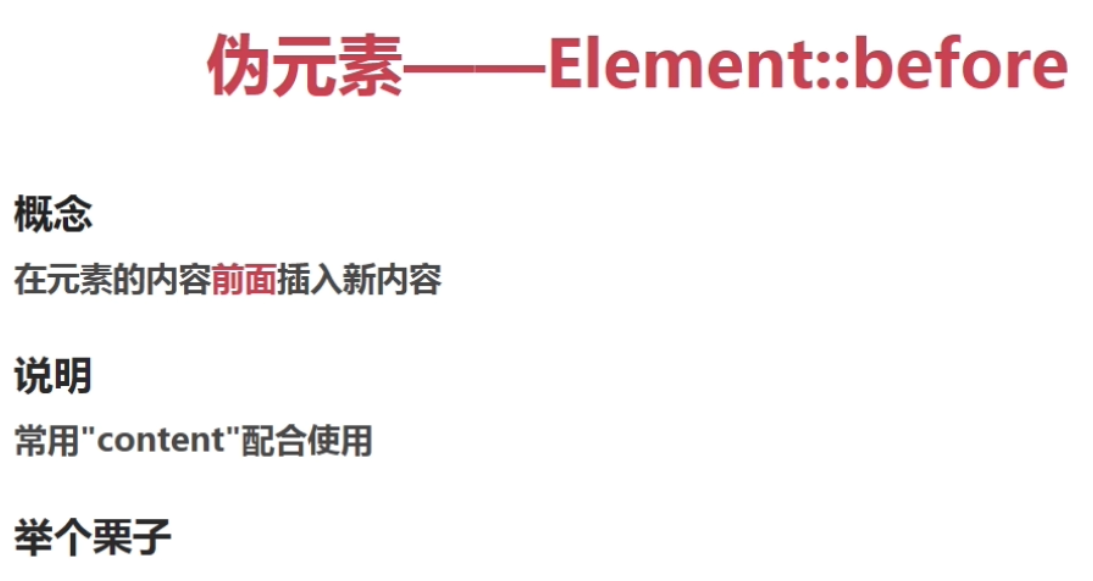 伪元素——Element::before
概念
在元素的内容前面插入新内容
说明
常用"content"配合使用
举个栗子